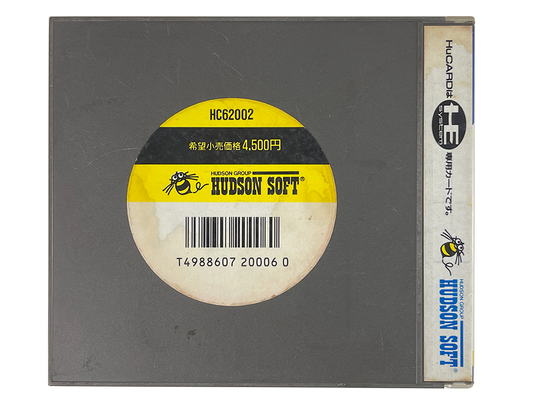 HC62002
希望小売価格4,500円
HUDSON GROUP
HUDSON SOFT®
T4988607 20006 0
HuCARDは
HE
SYSTEM
専用カードです。
HUDSON GROUP
HUDSON SOFT®